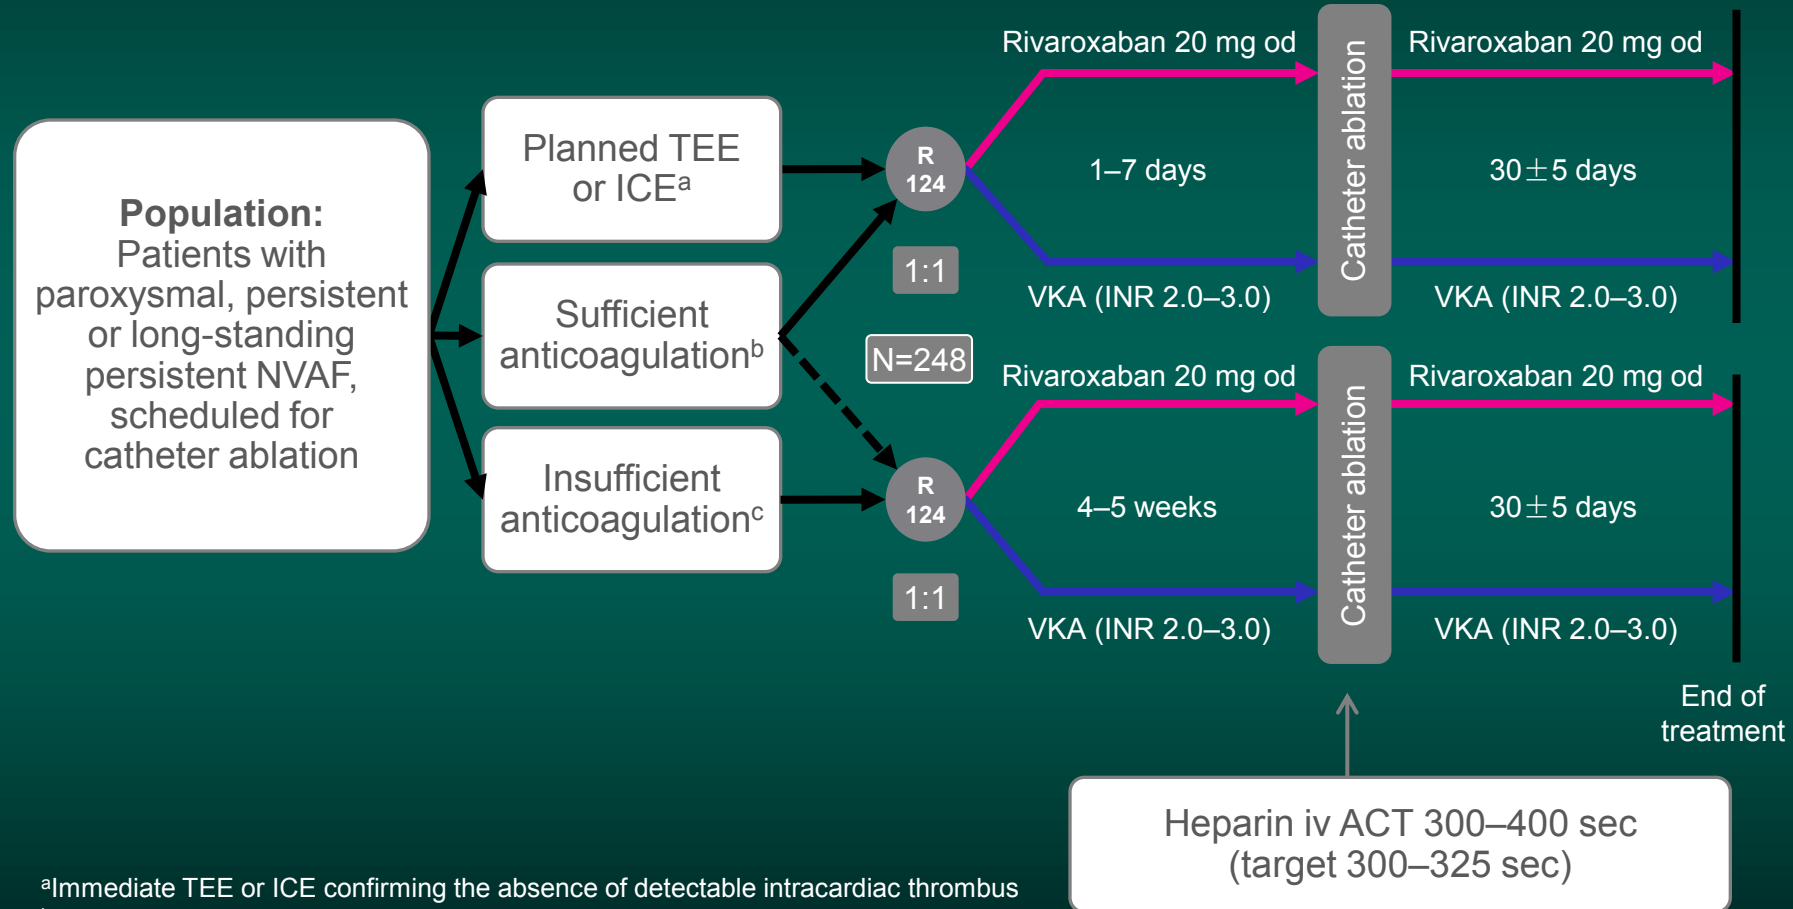 Population:
Patients with
paroxysmal, persistent
or long-standing
persistent NVAF,
scheduled for
catheter ablation
Planned TEE
or ICEᵃ
Sufficient
anticoagulationᵇ
Insufficient
anticoagulationᶜ
R
124
1:1
N=248
R
124
1:1
Rivaroxaban 20 mg od
1–7 days
VKA (INR 2.0–3.0)
Catheter ablation
Rivaroxaban 20 mg od
30±5 days
VKA (INR 2.0–3.0)
Rivaroxaban 20 mg od
4–5 weeks
VKA (INR 2.0–3.0)
Catheter ablation
Rivaroxaban 20 mg od
30±5 days
VKA (INR 2.0–3.0)
End of
treatment
Heparin iv ACT 300–400 sec
(target 300–325 sec)
ᵃImmediate TEE or ICE confirming the absence of detectable intracardiac thrombus